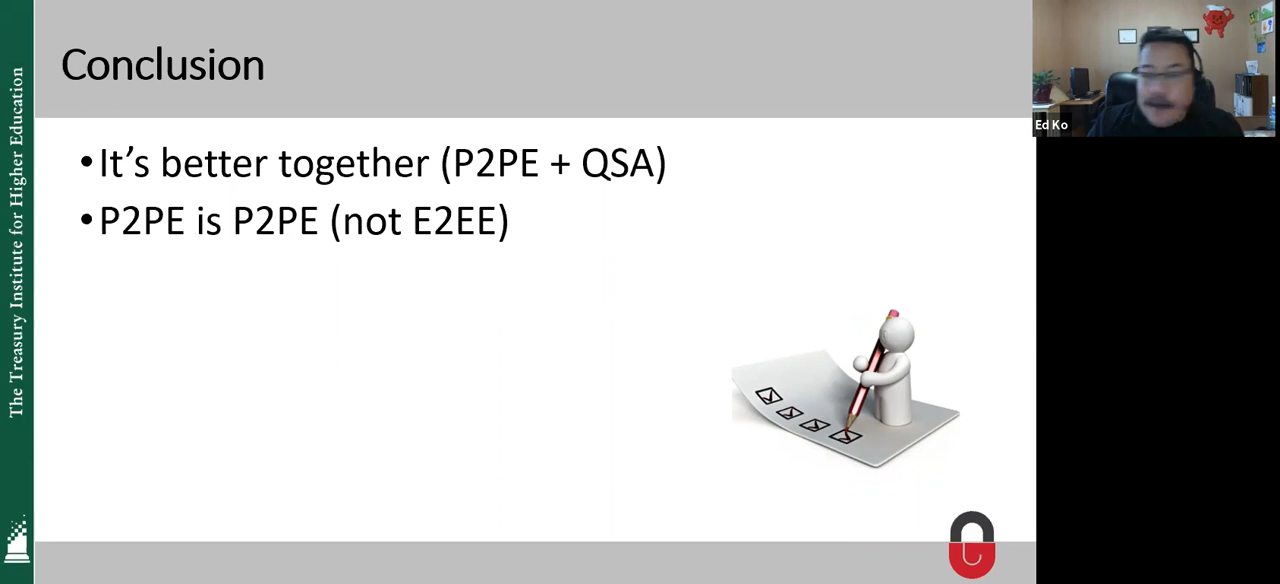 Conclusion
•It's better together (P2PE + QSA)
•P2PE is P2PE (not E2EE)
The Treasury Institute for Higher Education
Ed Ko